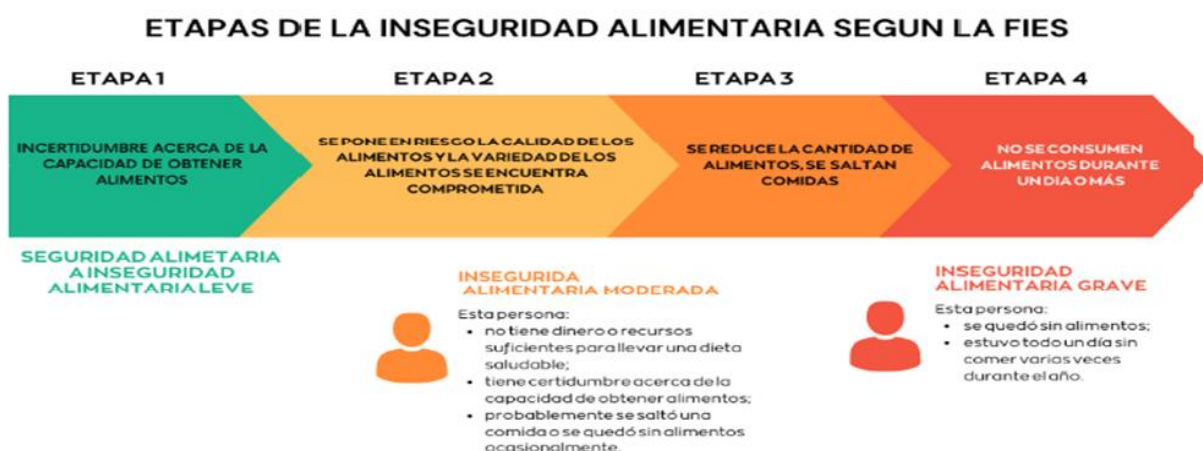 ETAPAS DE LA INSEGURIDAD ALIMENTARIA SEGUN LA FIES
ETAPA 1
ETAPA 2
ETAPA 3
ETAPA 4
INCERTIDUMBRE ACERCA DE LA
CAPACIDAD DE OBTENER
ALIMENTOS
SE PONE EN RIESGO LA CALIDAD DE LOS
ALIMENTOS Y LA VARIEDAD DE LOS
ALIMENTOS SE ENCUENTRA
COMPROMETIDA
SE REDUCE LA CANTIDAD DE
ALIMENTOS, SE SALTAN
COMIDAS
NO SE CONSUMEN
ALIMENTOS DURANTE
UN DIA O MÁS
SEGURIDAD ALIMETARIA
A INSEGURIDAD
ALIMENTARIA LEVE
INSEGURIDA
ALIMENTARIA MODERADA
Esta persona:
• no tiene dinero o recursos
suficientes para llevar una dieta
saludable;
• tiene certidumbre acerca de la
capacidad de obtener alimentos;
• probablemente se saltó una
comida o se quedó sin alimentos
ocasionalmente.
INSEGURIDAD
ALIMENTARIA GRAVE
Esta persona:
• se quedó sin alimentos;
• estuvo todo un día sin
comer varias veces
durante el año.